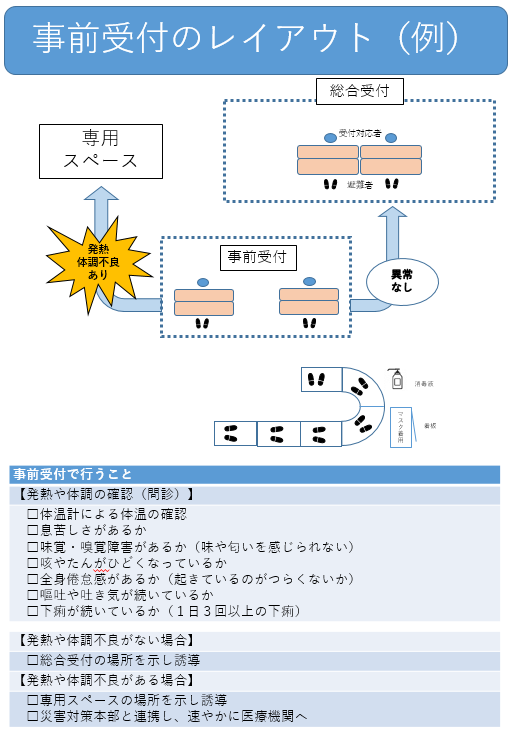 事前受付のレイアウト（例）
総合受付
専用
スペース
受付対応者
避難者
発熱
体調不良
あり
事前受付
異常
なし
消毒液
マスク着用
看板
事前受付で行うこと
【発熱や体調の確認（問診）】
□体温計による体温の確認
□息苦しさがあるか
□味覚・嗅覚障害があるか（味や匂いを感じられない）
□咳やたんがひどくなっているか
□全身倦怠感があるか（起きているのがつらくないか）
□嘔吐や吐き気が続いているか
□下痢が続いているか（１日３回以上の下痢）
【発熱や体調不良がない場合】
□総合受付の場所を示し誘導
【発熱や体調不良がある場合】
□専用スペースの場所を示し誘導
□災害対策本部と連携し、速やかに医療機関へ